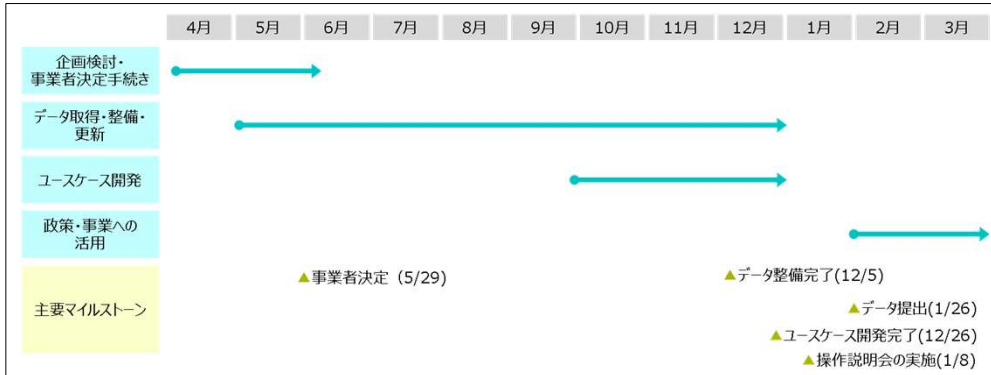 4月 5月 6月 7月 8月 9月 10月 11月 12月 1月 2月 3月
企画検討・
事業者決定手続き
データ取得・整備・
更新
ユースケース開発
政策・事業への
活用
主要マイルストーン
▲事業者決定（5/29）
▲データ整備完了(12/5)
▲データ提出(1/26)
▲ユースケース開発完了(12/26)
▲操作説明会の実施(1/8)